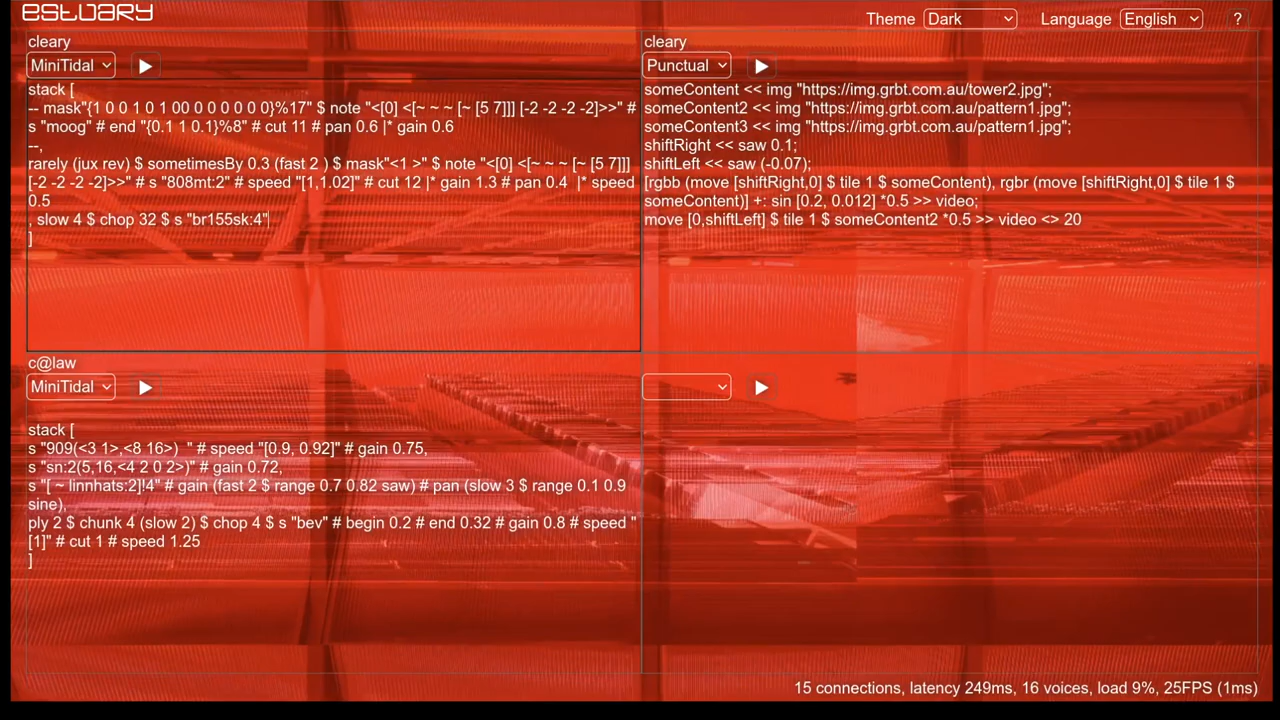 estuary
Theme Dark Language English ?
cleary
MiniTidal
stack [
-- mask"{1 0 0 1 0 1 00 0 0 0 0 0 0}%17" $ note "<[0] <[~ ~ ~ [~ [5 7]]] [-2 -2 -2 -2]>>" #
s "moog" # end "{0.1 1 0.1}%8" # cut 11 # pan 0.6 |* gain 0.6
--,
rarely (jux rev) $ sometimesBy 0.3 (fast 2 ) $ mask"<1 >" $ note "<[0] <[~ ~ ~ [~ [5 7]]]
[-2 -2 -2 -2]>>" # s "808mt:2" # speed "[1,1.02]" # cut 12 |* gain 1.3 # pan 0.4  |* speed
0.5
, slow 4 $ chop 32 $ s "br155sk:4"
]
cleary
Punctual
someContent << img "https://img.grbt.com.au/tower2.jpg";
someContent2 << img "https://img.grbt.com.au/pattern1.jpg";
someContent3 << img "https://img.grbt.com.au/pattern1.jpg";
shiftRight << saw 0.1;
shiftLeft << saw (-0.07);
[rgbb (move [shiftRight,0] $ tile 1 $ someContent), rgbr (move [shiftRight,0] $ tile 1 $
someContent)] +: sin [0.2, 0.012] *0.5 >> video;
move [0,shiftLeft] $ tile 1 $ someContent2 *0.5 >> video <> 20
c@law
MiniTidal
stack [
s "909(<3 1>,<8 16>)  " # speed "[0.9, 0.92]" # gain 0.75,
s "sn:2(5,16,<4 2 0 2>)" # gain 0.72,
s "[ ~ linnhats:2]!4" # gain (fast 2 $ range 0.7 0.82 saw) # pan (slow 3 $ range 0.1 0.9
sine),
ply 2 $ chunk 4 (slow 2) $ chop 4 $ s "bev" # begin 0.2 # end 0.32 # gain 0.8 # speed "
[1]" # cut 1 # speed 1.25
]
15 connections, latency 249ms, 16 voices, load 9%, 25FPS (1ms)